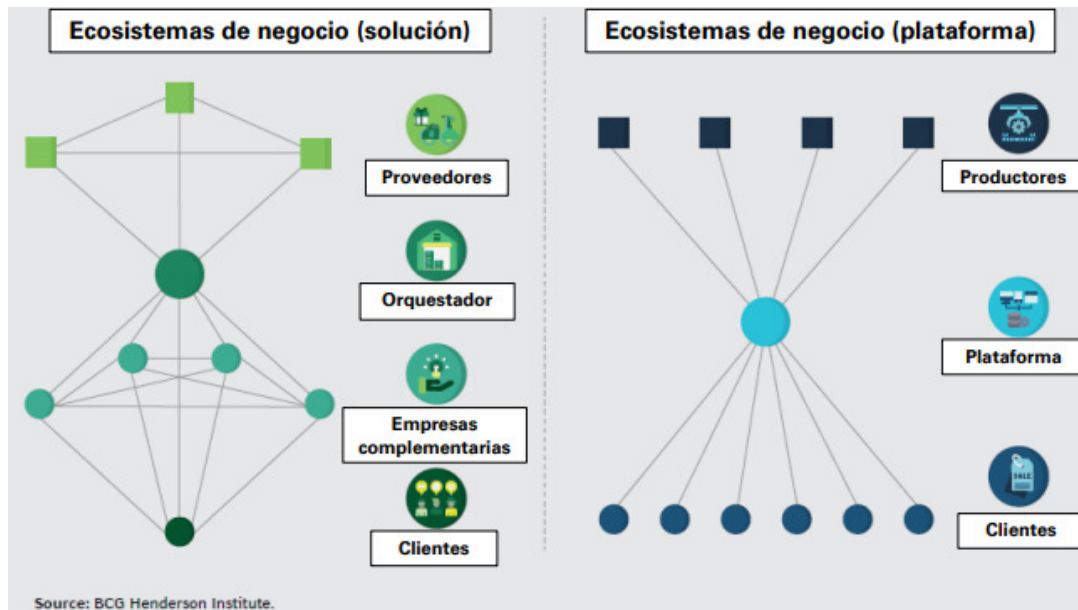 Ecosistemas de negocio (solución)
Ecosistemas de negocio (plataforma)
Proveedores
Orquestador
Empresas
complementarias
Clientes
Productores
Plataforma
SALE
Clientes
Source: BCG Henderson Institute.